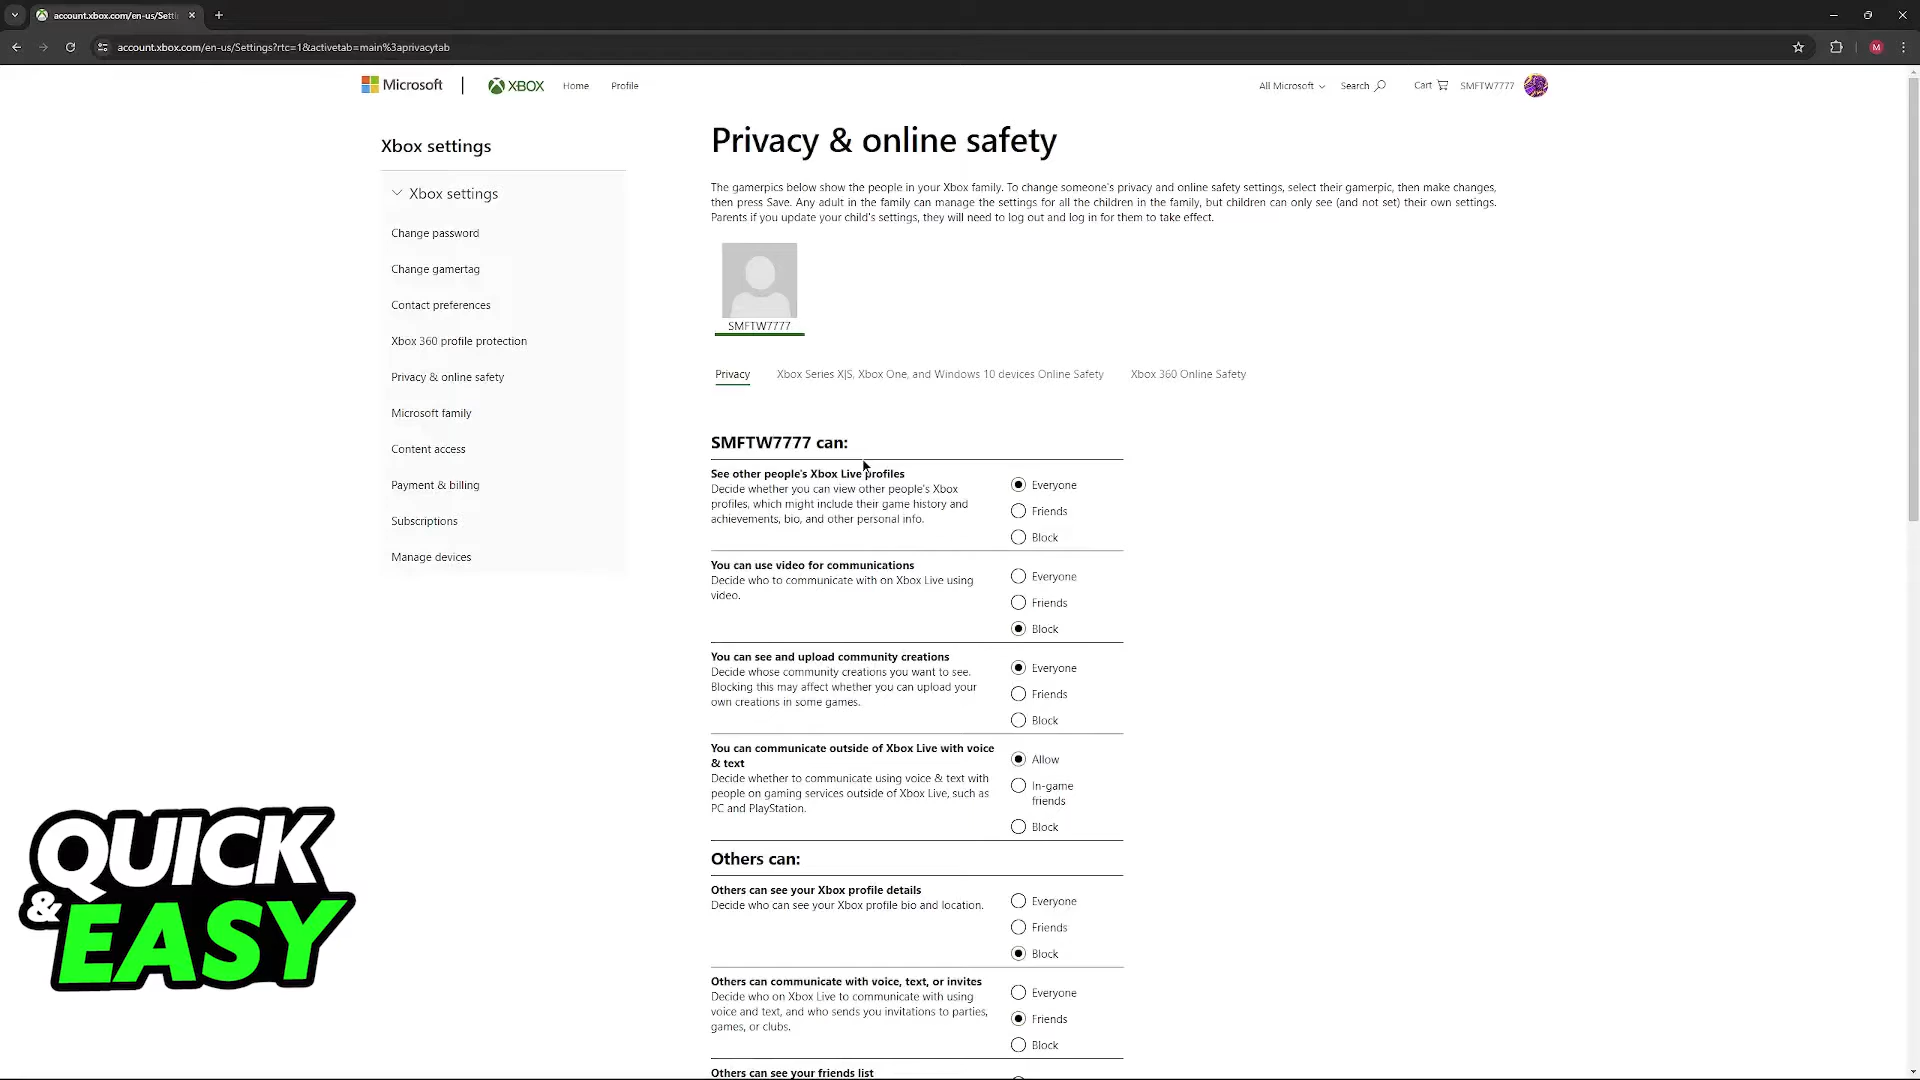 account.xbox.com/en-us/Setti
account.xbox.com/en-us/Settings?rtc=1&activetab=main%3aprivacytab
M
Microsoft
XBOX
Home
Profile
All Microsoft
Search
Cart
SMFTW7777
Xbox settings
Xbox settings
Change password
Change gamertag
Contact preferences
Xbox 360 profile protection
Privacy & online safety
Microsoft family
Content access
Payment & billing
Subscriptions
Manage devices
Privacy & online safety
The gamerpics below show the people in your Xbox family. To change someone's privacy and online safety settings, select their gamerpic, then make changes,
then press Save. Any adult in the family can manage the settings for all the children in the family, but children can only see (and not set) their own settings.
Parents if you update your child's settings, they will need to log out and log in for them to take effect.
SMFTW7777
Privacy
Xbox Series X|S, Xbox One, and Windows 10 devices Online Safety
Xbox 360 Online Safety
SMFTW7777 can:
See other people's Xbox Live profiles
Decide whether you can view other people's Xbox
profiles, which might include their game history and
achievements, bio, and other personal info.
Everyone
Friends
Block
You can use video for communications
Decide who to communicate with on Xbox Live using
video.
Everyone
Friends
Block
You can see and upload community creations
Decide whose community creations you want to see.
Blocking this may affect whether you can upload your
own creations in some games.
Everyone
Friends
Block
You can communicate outside of Xbox Live with voice
& text
Decide whether to communicate using voice & text with
people on gaming services outside of Xbox Live, such as
PC and PlayStation.
Allow
In-game
friends
Block
Others can:
Others can see your Xbox profile details
Decide who can see your Xbox profile bio and location.
Everyone
Friends
Block
Others can communicate with voice, text, or invites
Decide who on Xbox Live to communicate with using
voice and text, and who sends you invitations to parties,
games, or clubs.
Everyone
Friends
Block
Others can see your friends list
QUICK
& EASY